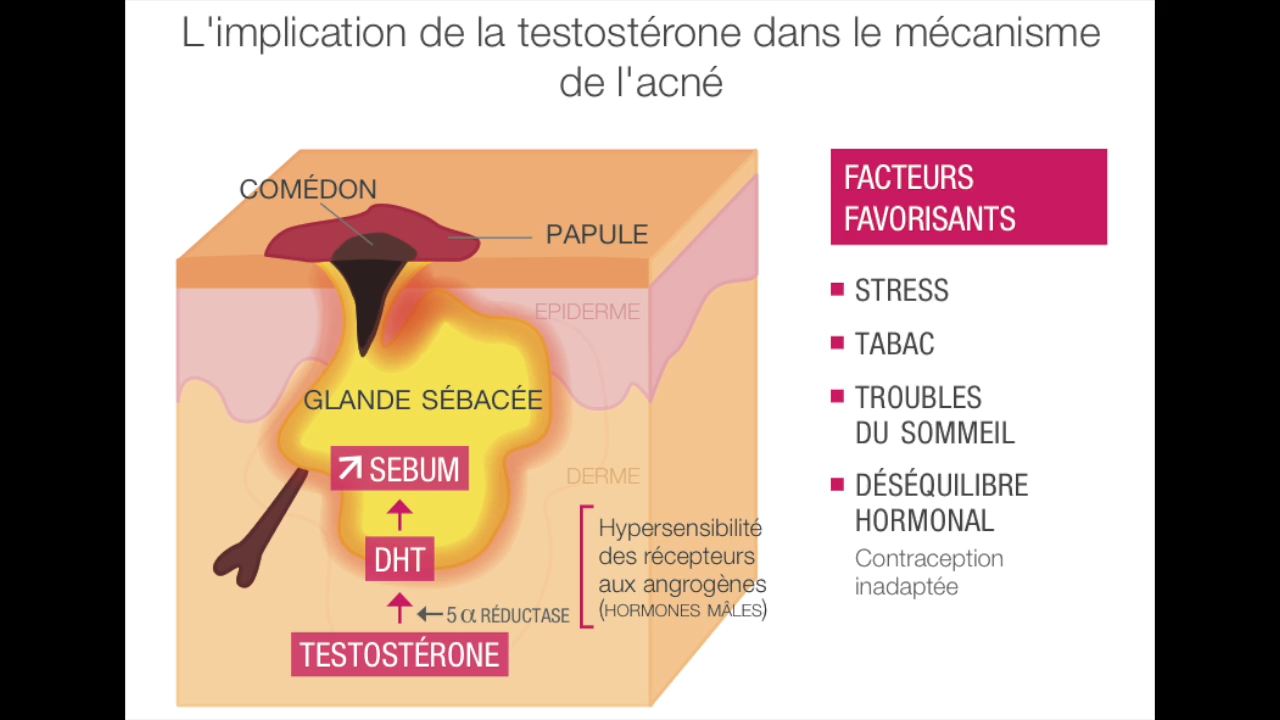 L'implication de la testostérone dans le mécanisme
de l'acné
COMÉDON
PAPULE
EPIDERME
GLANDE SÉBACÉE
SEBUM
DERME
DHT
Hypersensibilité
des récepteurs
aux angrogènes
(HORMONES MÂLES)
5 α RÉDUCTASE
TESTOSTÉRONE
FACTEURS
FAVORISANTS
STRESS
TABAC
TROUBLES
DU SOMMEIL
DÉSÉQUILIBRE
HORMONAL
Contraception
inadaptée